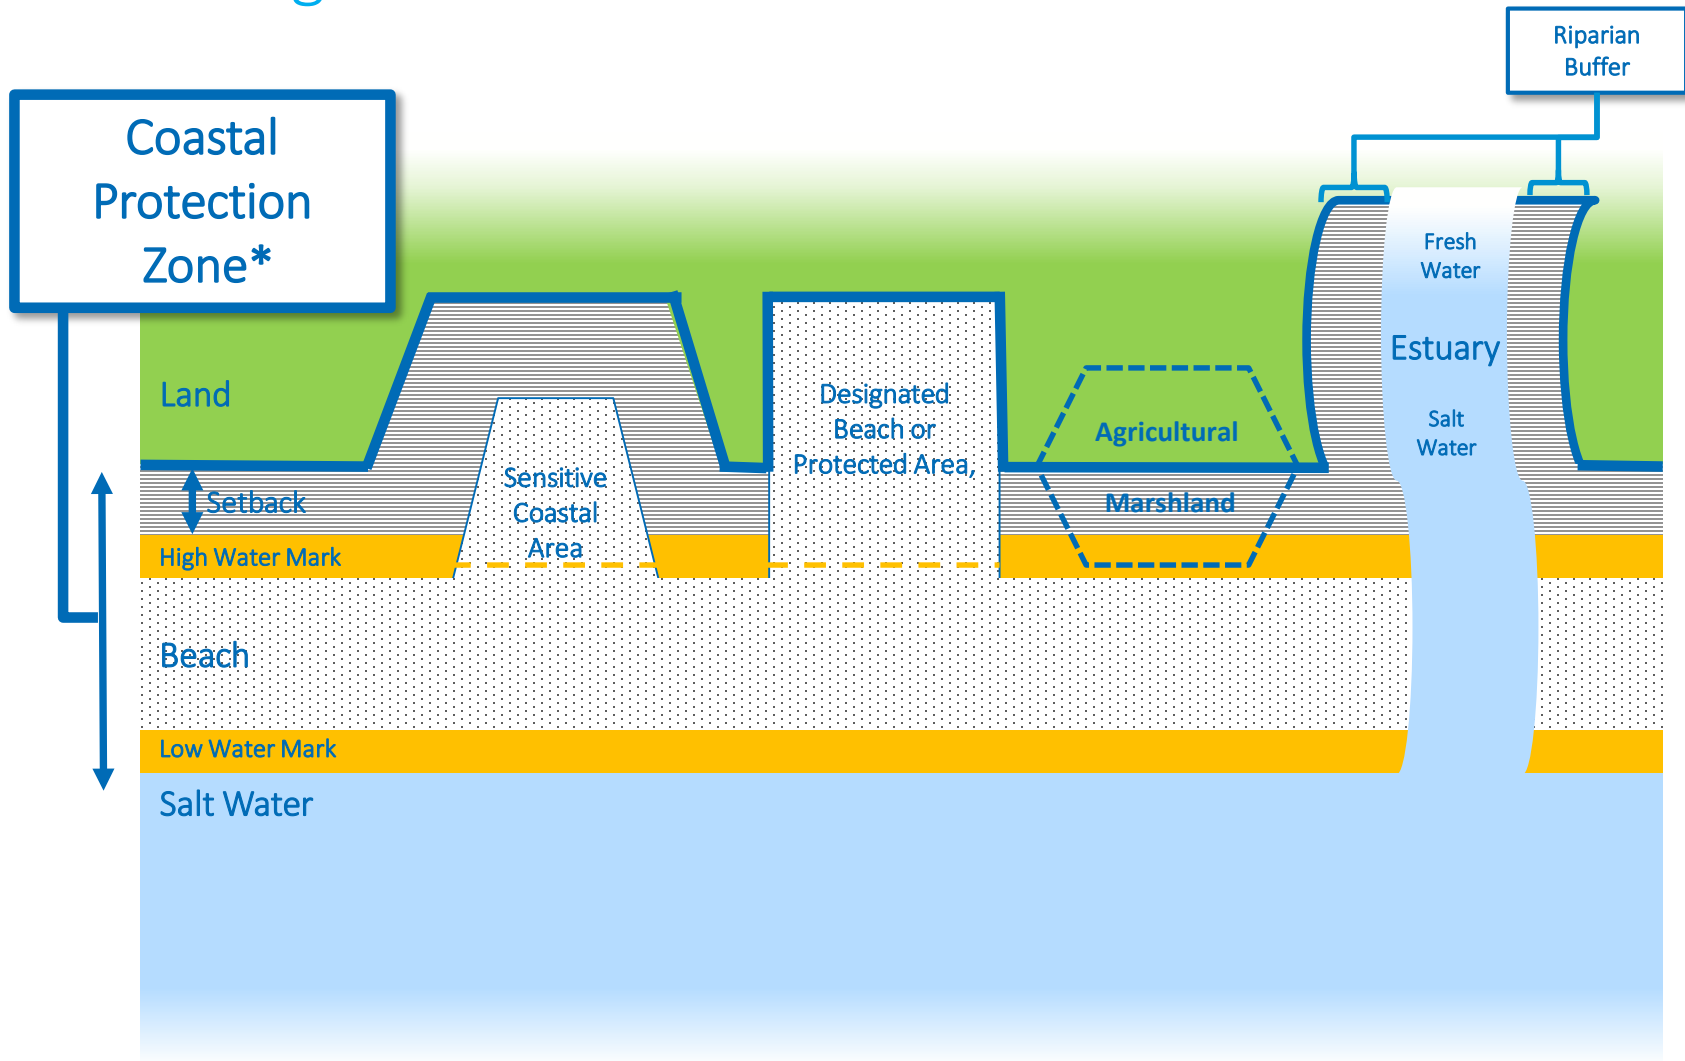 Riparian
Buffer
Coastal
Protection
Zone*
Fresh
Water
Estuary
Salt
Water
Land
Designated
Beach or
Protected Area,
Agricultural
Marshland
Sensitive
Coastal
Area
Setback
High Water Mark
Beach
Low Water Mark
Salt Water